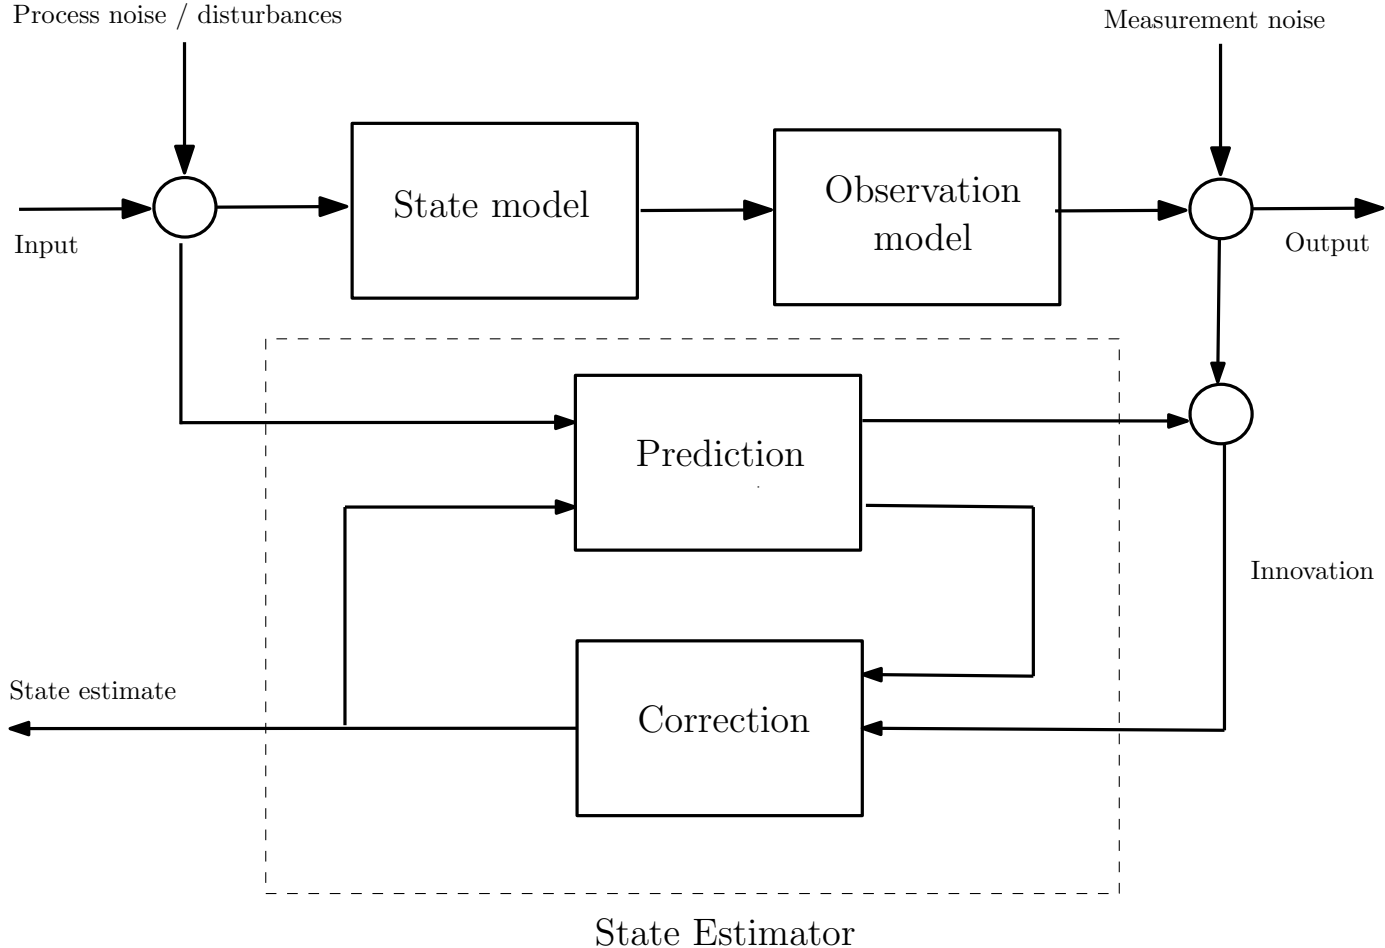 Process noise / disturbances
Measurement noise
State model
Observation
model
Input
Output
Prediction
Innovation
State estimate
Correction
State Estimator